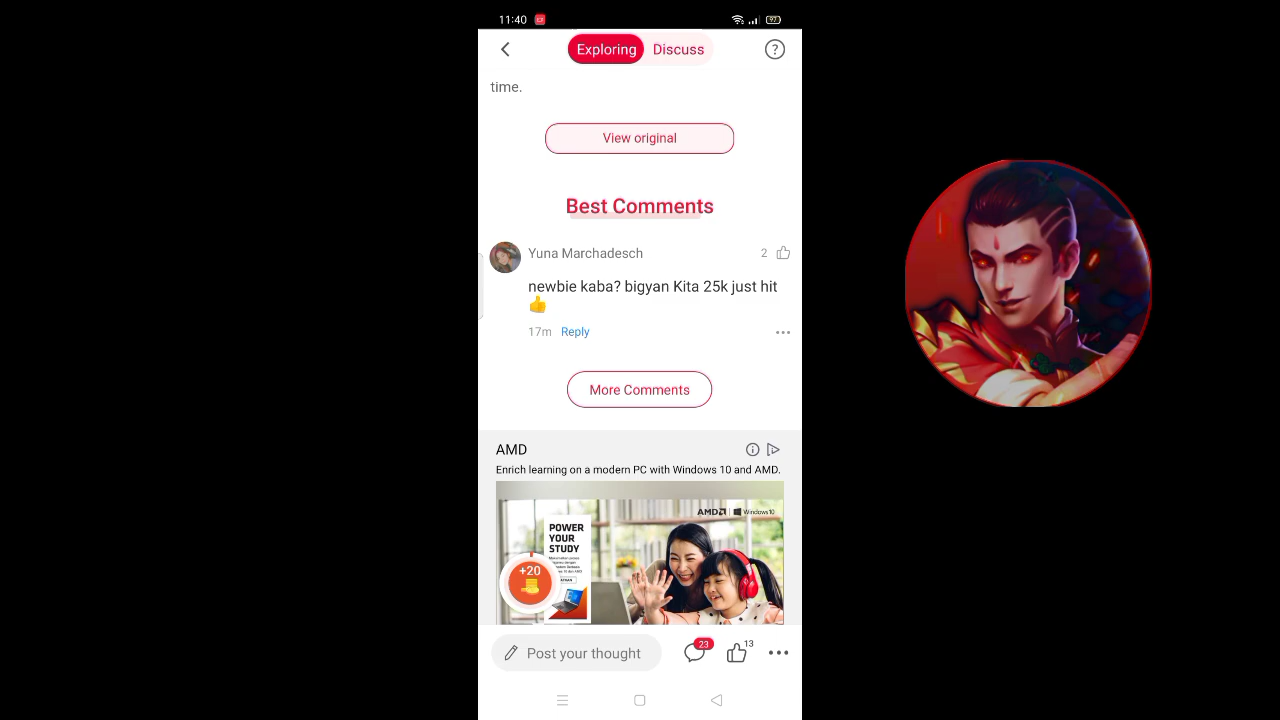 11:40
97
Exploring Discuss
time.
View original
Best Comments
Yuna Marchadesch 2
newbie kaba? bigyan Kita 25k just hit
👍
17m Reply
More Comments
AMD
Enrich learning on a modern PC with Windows 10 and AMD.
AMD Windows10
POWER
YOUR
STUDY
+20
Post your thought 23 13